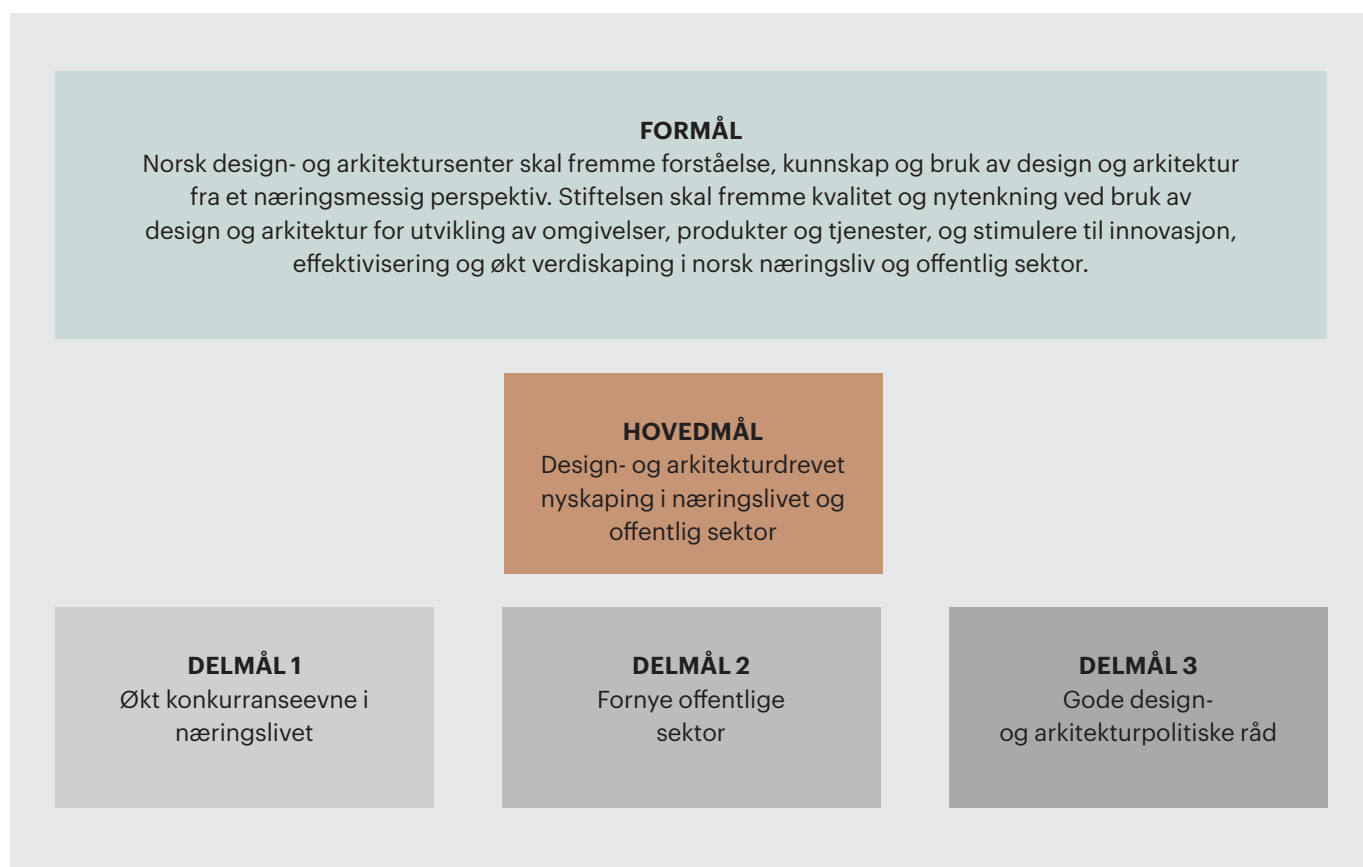 FORMÅL
Norsk design- og arkitektursenter skal fremme forståelse, kunnskap og bruk av design og arkitektur
fra et næringsmessig perspektiv. Stiftelsen skal fremme kvalitet og nytenkning ved bruk av
design og arkitektur for utvikling av omgivelser, produkter og tjenester, og stimulere til innovasjon,
effektivisering og økt verdiskaping i norsk næringsliv og offentlig sektor.
HOVEDMÅL
Design- og arkitekturdrevet
nyskaping i næringslivet og
offentlig sektor
DELMÅL 1
Økt konkurranseevne i
næringslivet
DELMÅL 2
Fornye offentlige
sektor
DELMÅL 3
Gode design-
og arkitekturpolitiske råd